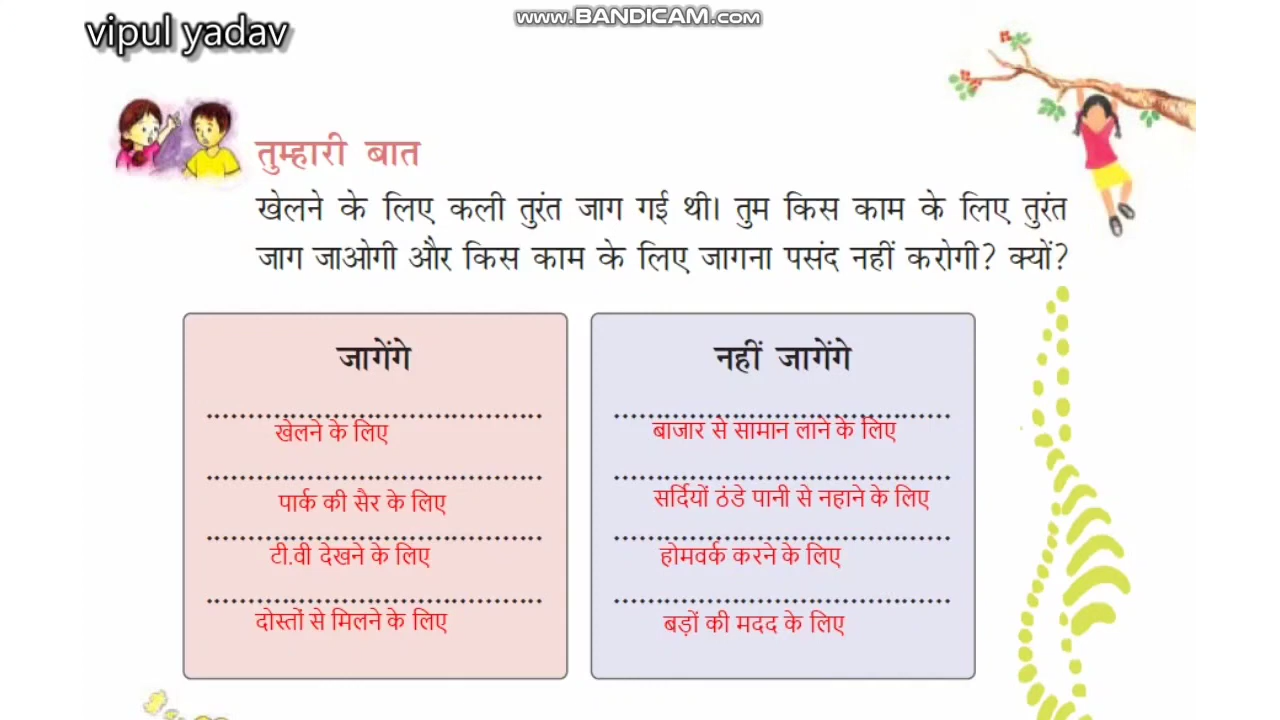 www.BANDICAM.com
vipul yadav
तुम्हारी बात
खेलने के लिए कली तुरंत जाग गई थी। तुम किस काम के लिए तुरंत
जाग जाओगी और किस काम के लिए जागना पसंद नहीं करोगी? क्यों?
जागेंगे
खेलने के लिए
पार्क की सैर के लिए
टी.वी देखने के लिए
दोस्तों से मिलने के लिए
नहीं जागेंगे
बाजार से सामान लाने के लिए
सर्दियों ठंडे पानी से नहाने के लिए
होमवर्क करने के लिए
बड़ों की मदद के लिए